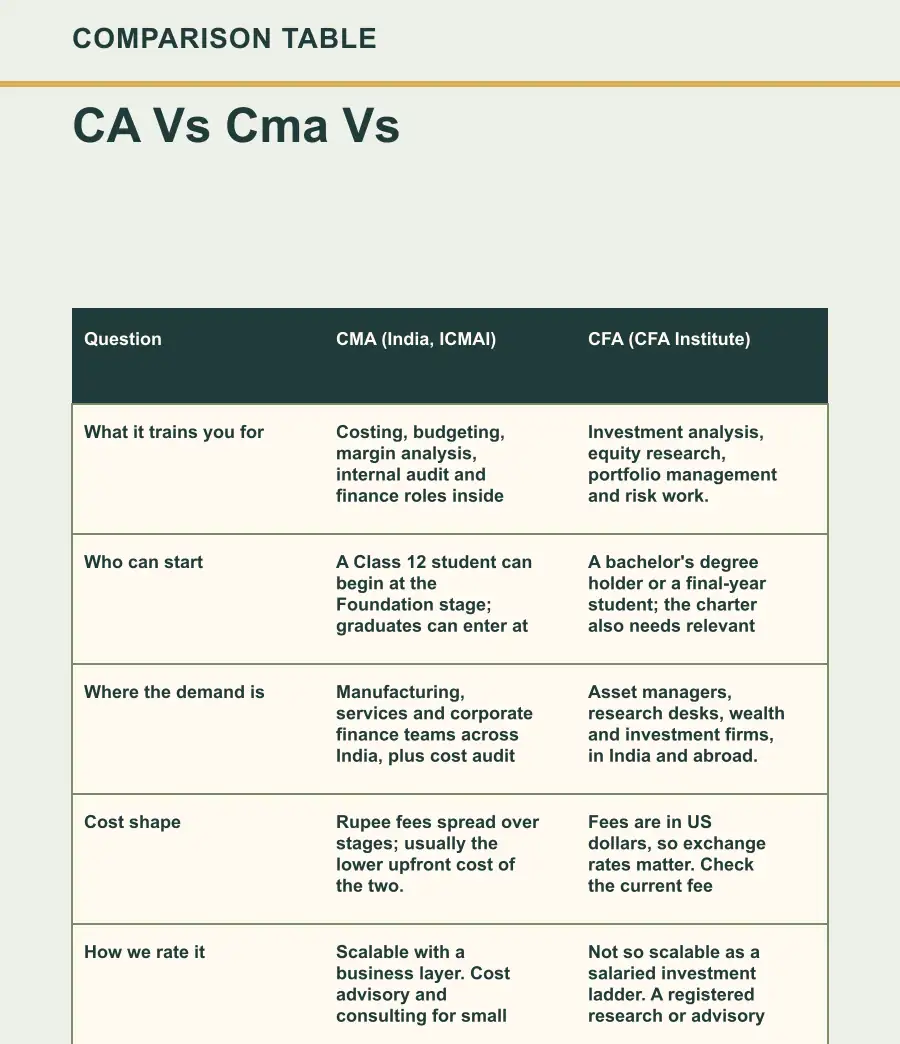 COMPARISON TABLE
CA Vs Cma Vs
Question
CMA (India, ICMAI)
CFA (CFA Institute)
What it trains you for
Costing, budgeting,
margin analysis,
internal audit and
finance roles inside
Investment analysis,
equity research,
portfolio management
and risk work.
Who can start
A Class 12 student can
begin at the
Foundation stage;
graduates can enter at
A bachelor's degree
holder or a final-year
student; the charter
also needs relevant
Where the demand is
Manufacturing,
services and corporate
finance teams across
India, plus cost audit
Asset managers,
research desks, wealth
and investment firms,
in India and abroad.
Cost shape
Rupee fees spread over
stages; usually the
lower upfront cost of
the two.
Fees are in US
dollars, so exchange
rates matter. Check
the current fee
How we rate it
Scalable with a
business layer. Cost
advisory and
consulting for small
Not so scalable as a
salaried investment
ladder. A registered
research or advisory